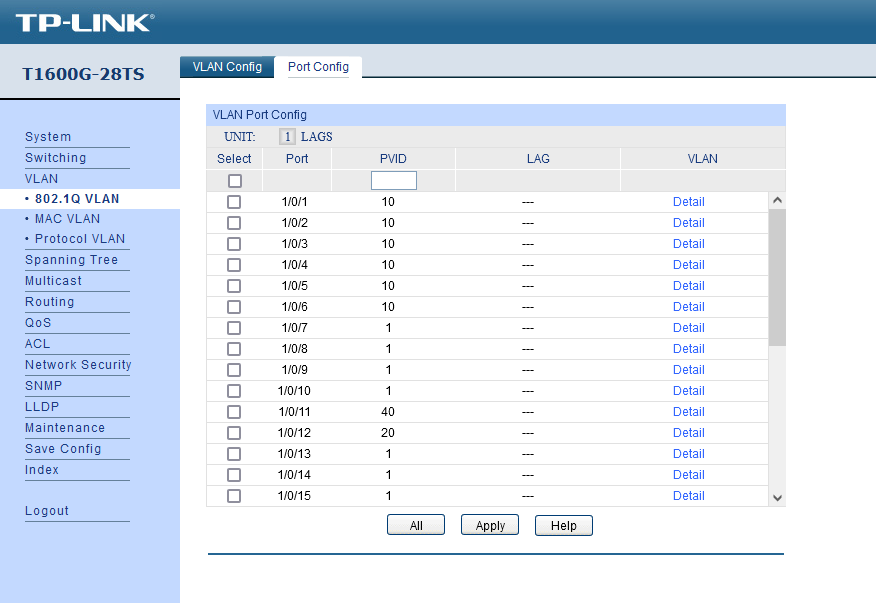 TP-LINK®
T1600G-28TS
VLAN Config Port Config
System
Switching
VLAN
• 802.1Q VLAN
• MAC VLAN
• Protocol VLAN
Spanning Tree
Multicast
Routing
QoS
ACL
Network Security
SNMP
LLDP
Maintenance
Save Config
Index
Logout
VLAN Port Config
UNIT: 1 LAGS
Select Port PVID LAG VLAN
1/0/1 10 --- Detail
1/0/2 10 --- Detail
1/0/3 10 --- Detail
1/0/4 10 --- Detail
1/0/5 10 --- Detail
1/0/6 10 --- Detail
1/0/7 1 --- Detail
1/0/8 1 --- Detail
1/0/9 1 --- Detail
1/0/10 1 --- Detail
1/0/11 40 --- Detail
1/0/12 20 --- Detail
1/0/13 1 --- Detail
1/0/14 1 --- Detail
1/0/15 1 --- Detail
All Apply Help